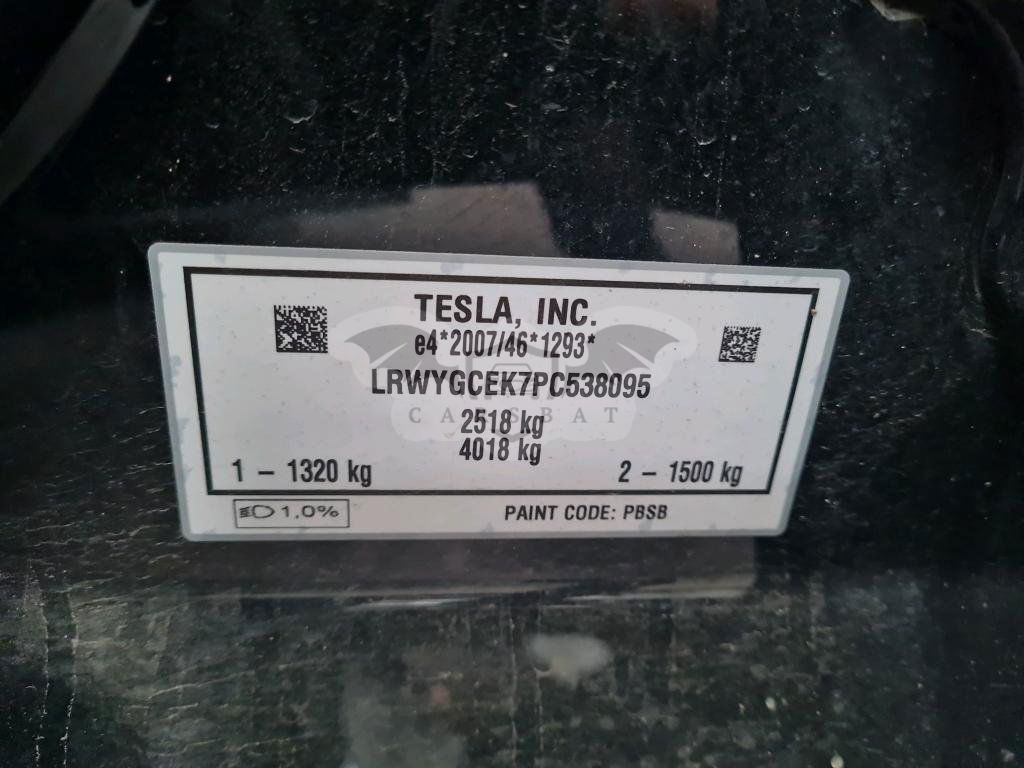 TESLA, INC.
e4*2007/46*1293*
LRWYGCEK7PC538095
CARSBAT
2518 kg
4018 kg
1 – 1320 kg
2 – 1500 kg
1,0%
PAINT CODE: PBSB